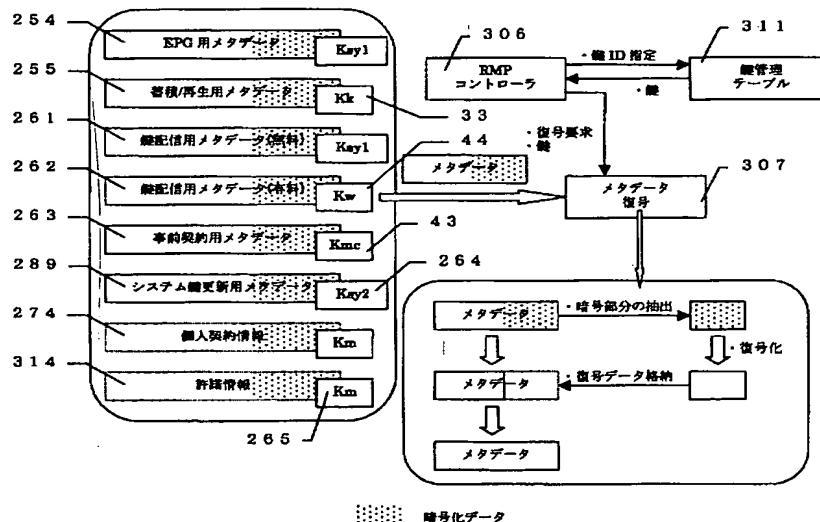 254
EPG用メタデータ
Ksy1
255
蓄積/再生用メタデータ
Kk
33
261
鍵配信用メタデータ(無料)
Ksy1
262
鍵配信用メタデータ(有料)
Kw
44
263
事前契約用メタデータ
Kmc
43
289
システム鍵更新用メタデータ
Ksy2
264
274
個人契約情報
Km
314
許諾情報
Km
265
306
RMP
コントローラ
・鍵ID指定
・鍵
311
鍵管理
テーブル
・復号要求
・鍵
メタデータ
307
メタデータ
復号
メタデータ
・暗号部分の抽出
・復号化
メタデータ
・復号データ格納
メタデータ
暗号化データ